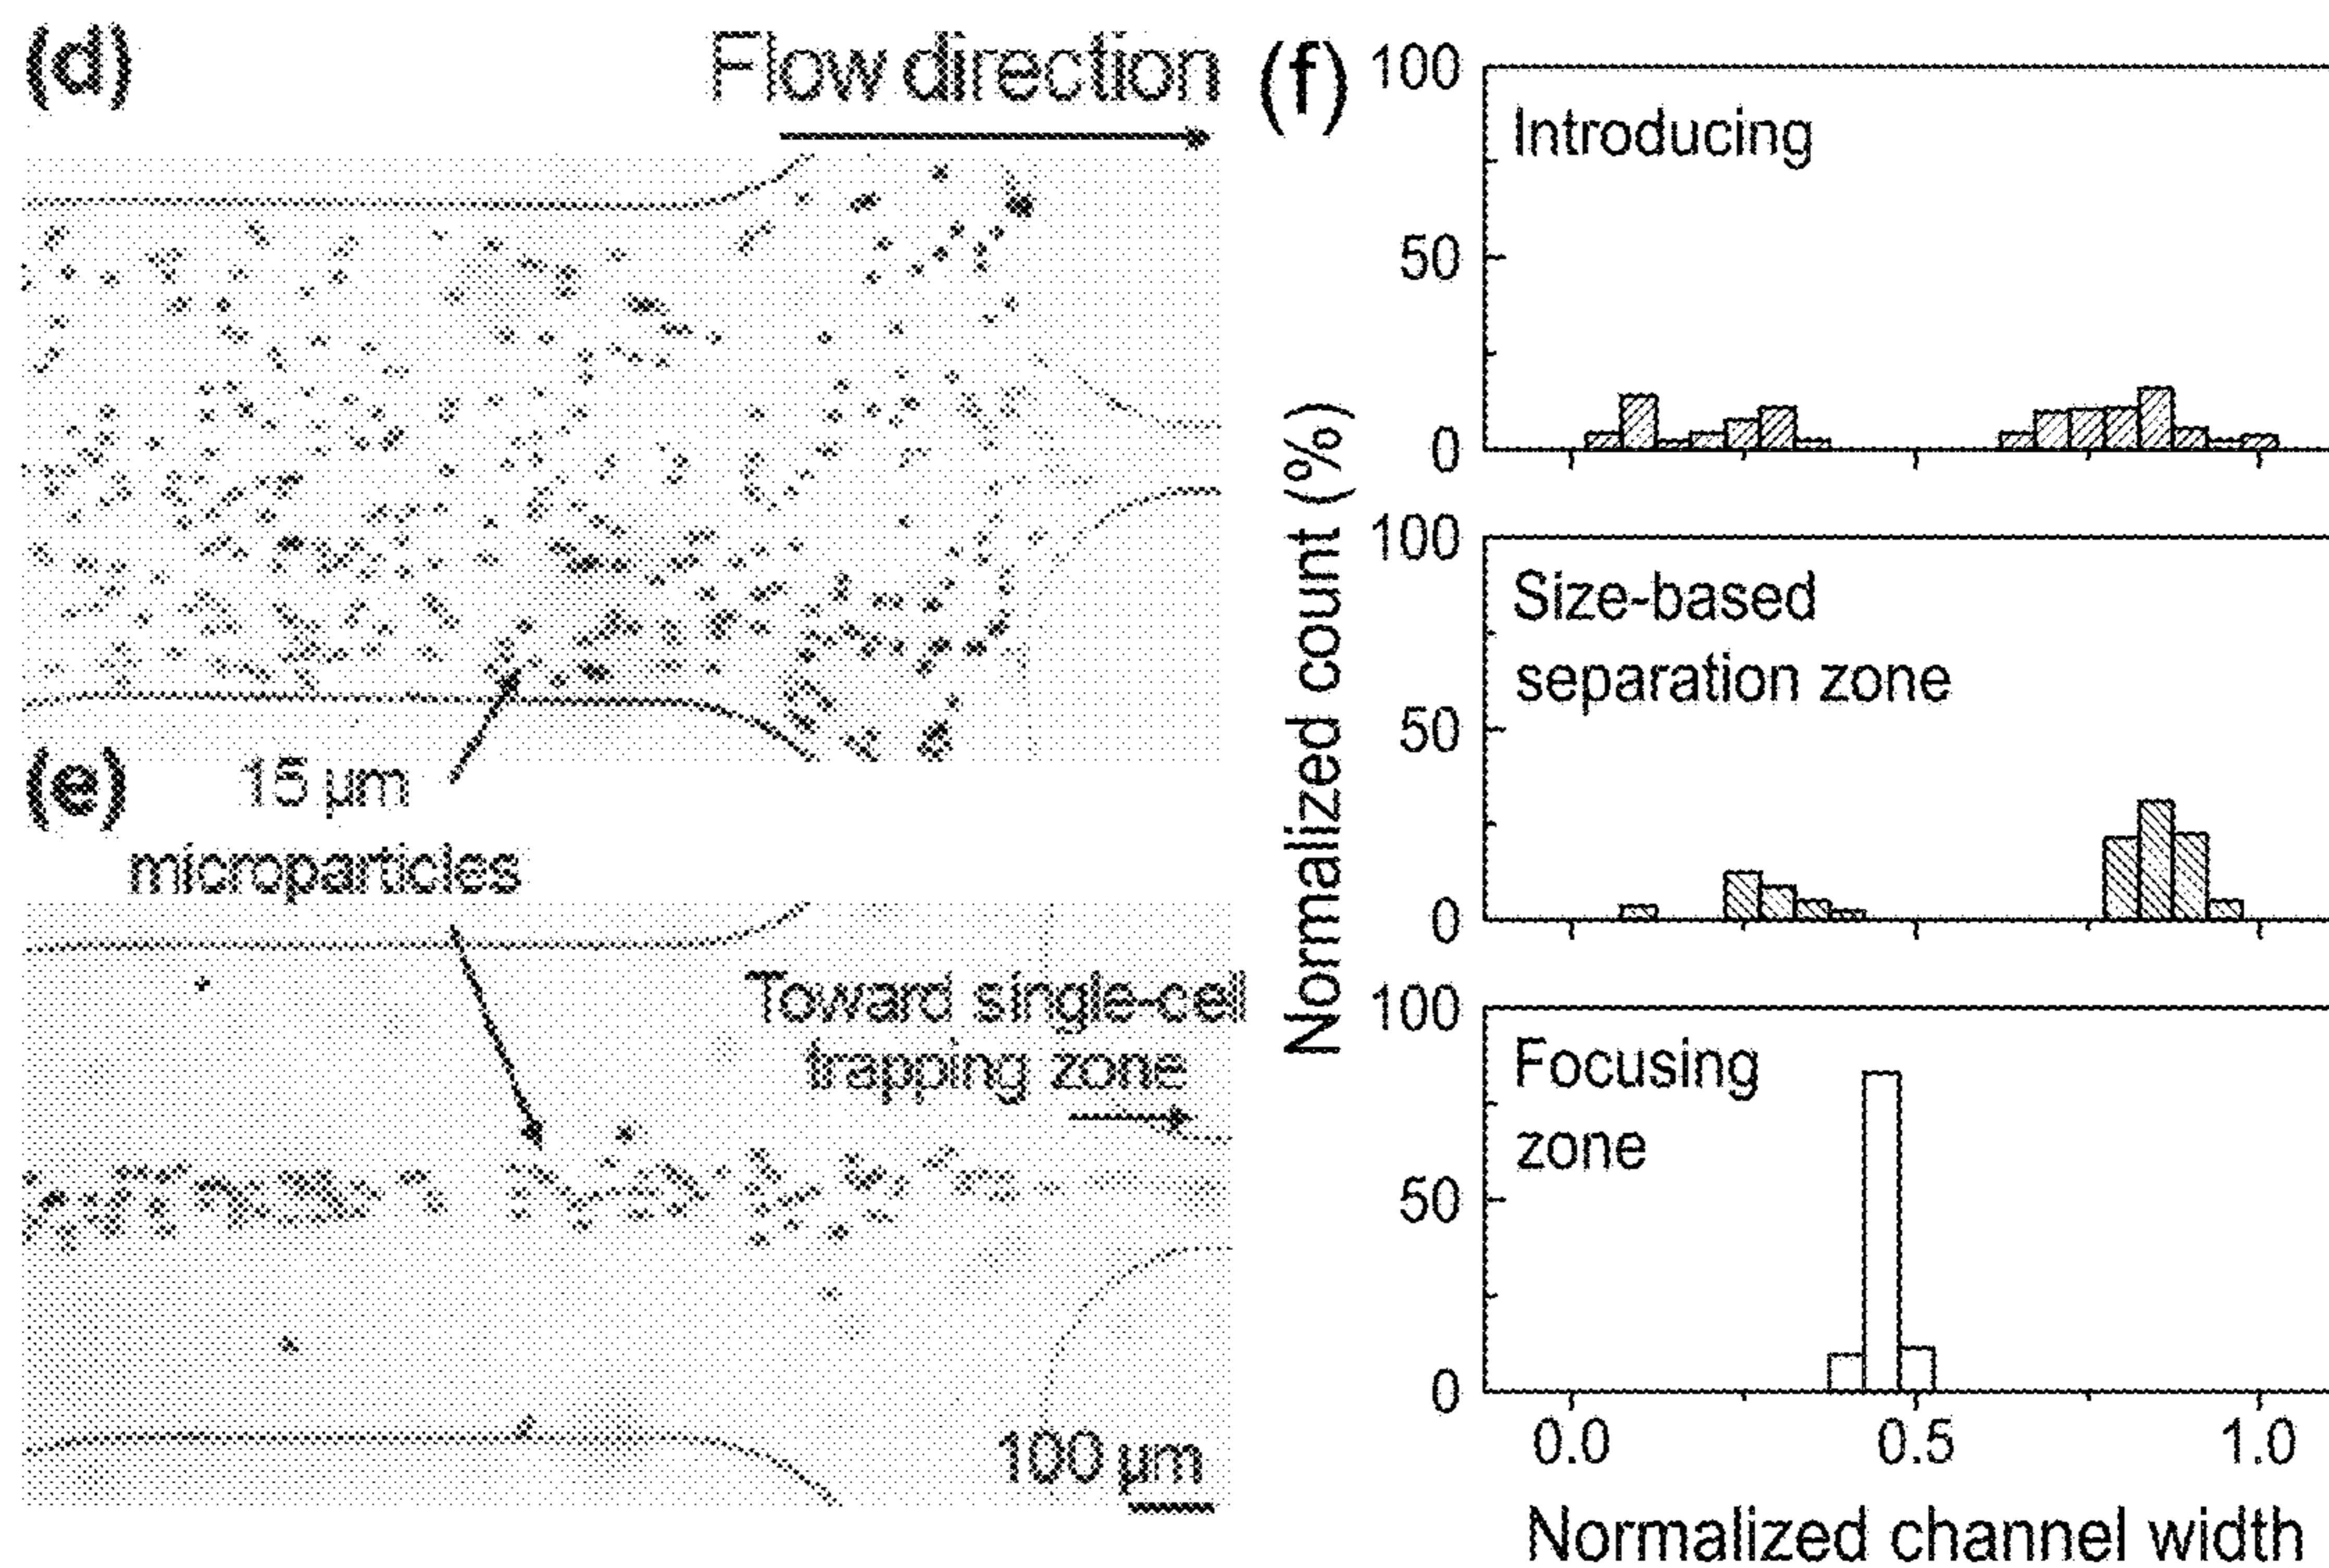 (d)
Flow direction
15 μm
microparticles
(e)
Toward single-cell
trapping zone
100 μm
(f)
Normalized count (%)
100
Introducing
50
0
100
Size-based
separation zone
50
0
100
Focusing
zone
50
0
0.0 0.5 1.0
Normalized channel width